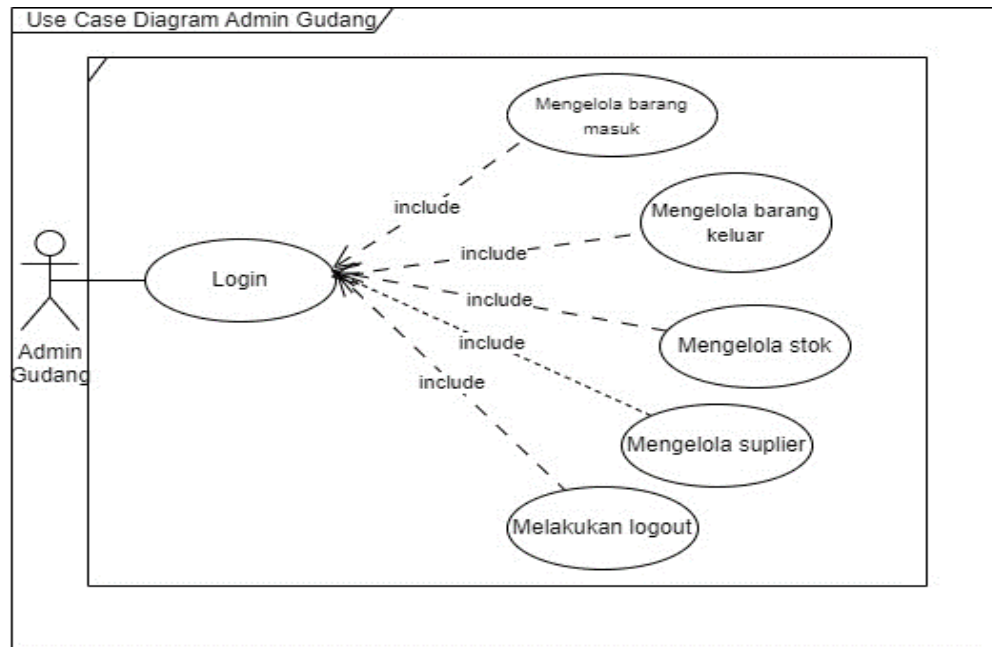 Use Case Diagram Admin Gudang
Mengelola barang
masuk
include
Mengelola barang
keluar
include
Login
include
Mengelola stok
include
Admin
Gudang
include
Mengelola suplier
Melakukan logout